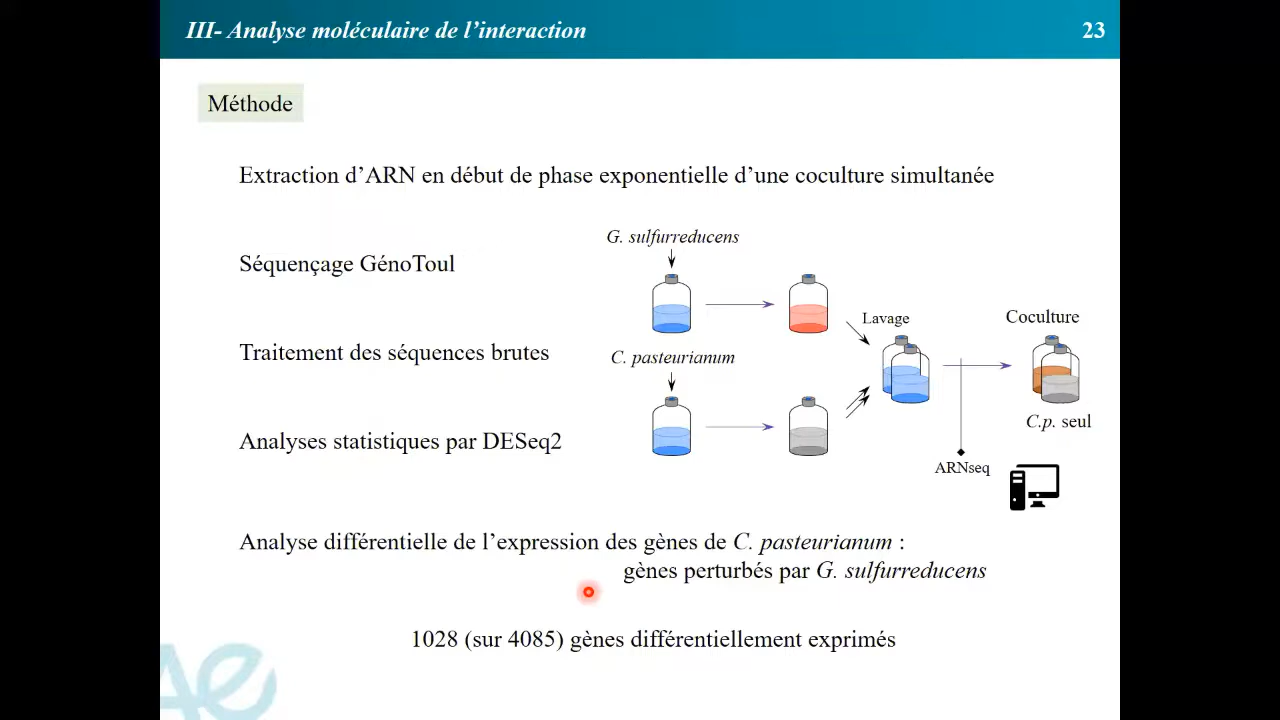 III- Analyse moléculaire de l’interaction
23
Méthode
Extraction d’ARN en début de phase exponentielle d’une coculture simultanée
G. sulfurreducens
Séquençage GénoToul
Lavage
Coculture
Traitement des séquences brutes
C. pasteurianum
C.p. seul
Analyses statistiques par DESeq2
ARNseq
Analyse différentielle de l’expression des gènes de C. pasteurianum :
gènes perturbés par G. sulfurreducens
1028 (sur 4085) gènes différentiellement exprimés